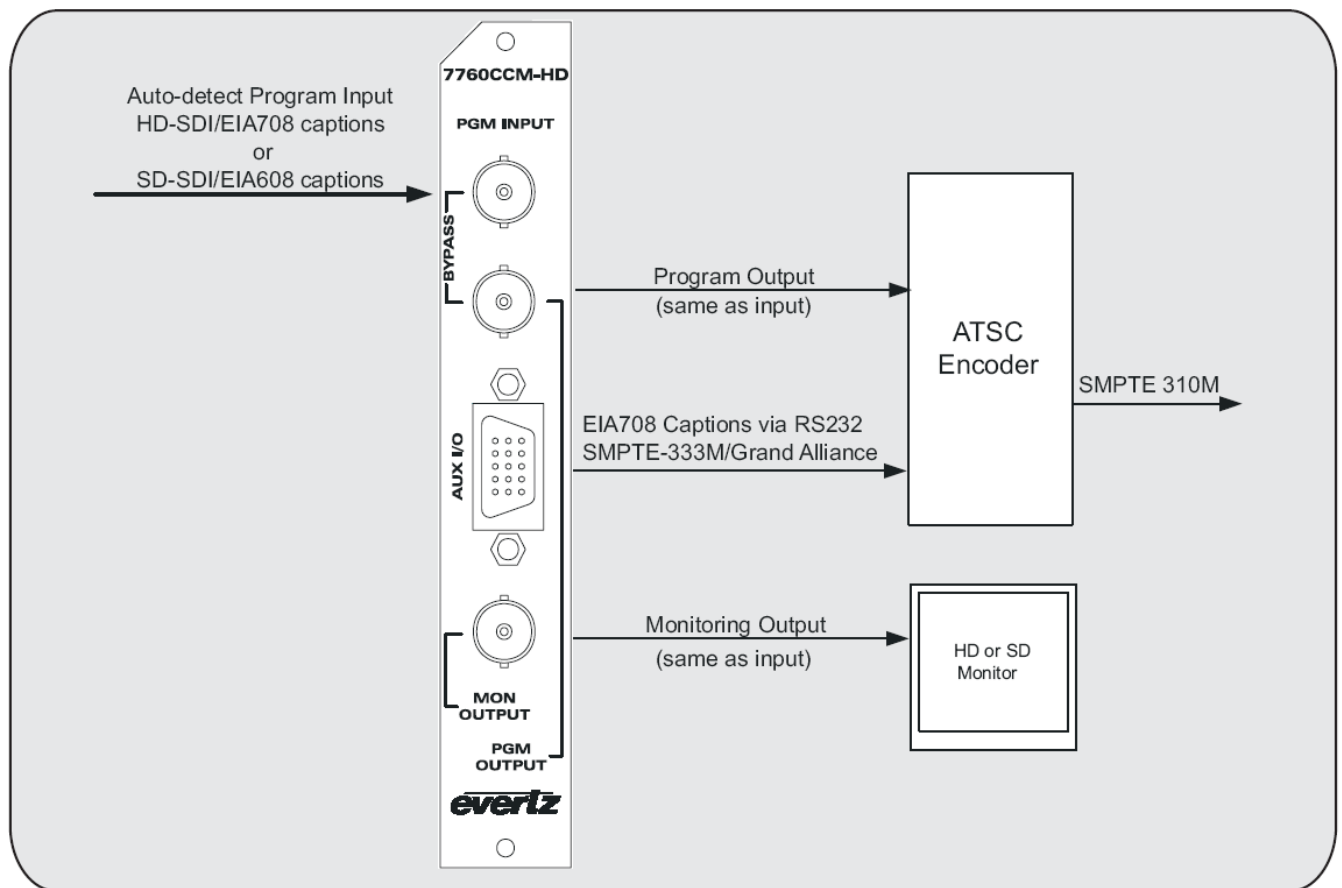 7760CCM-HD
Auto-detect Program Input
HD-SDI/EIA708 captions
or
SD-SDI/EIA608 captions
PGM INPUT
BYPASS
Program Output
(same as input)
ATSC
Encoder
SMPTE 310M
EIA708 Captions via RS232
SMPTE-333M/Grand Alliance
AUX I/O
Monitoring Output
(same as input)
HD or SD
Monitor
MON
OUTPUT
PGM
OUTPUT
evertz